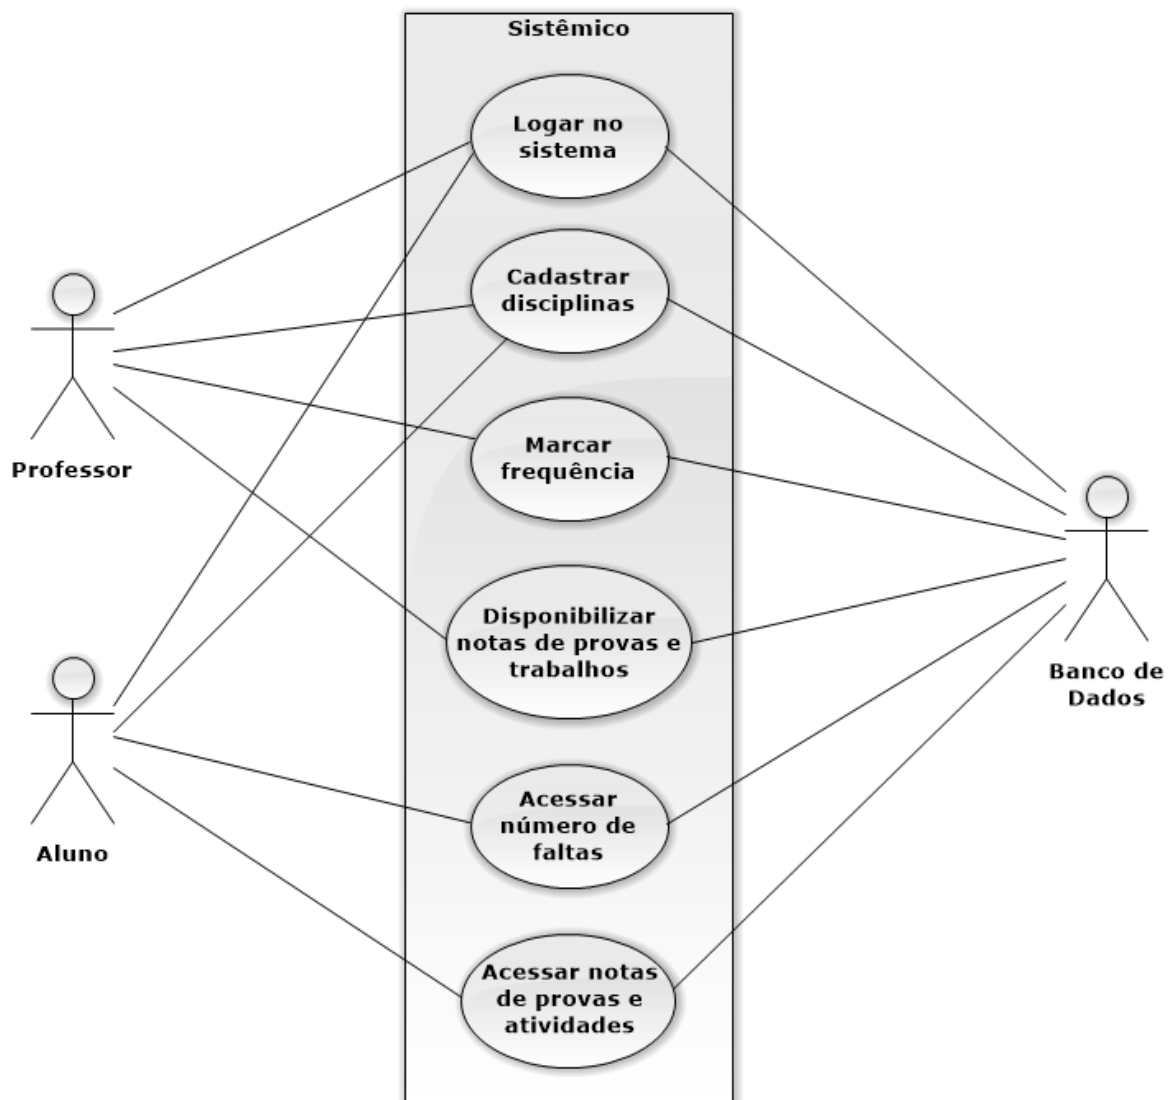 Sistêmico
Logar no
sistema
Cadastrar
disciplinas
Marcar
frequência
Professor
Disponibilizar
notas de provas e
trabalhos
Banco de
Dados
Acessar
número de
faltas
Aluno
Acessar notas
de provas e
atividades